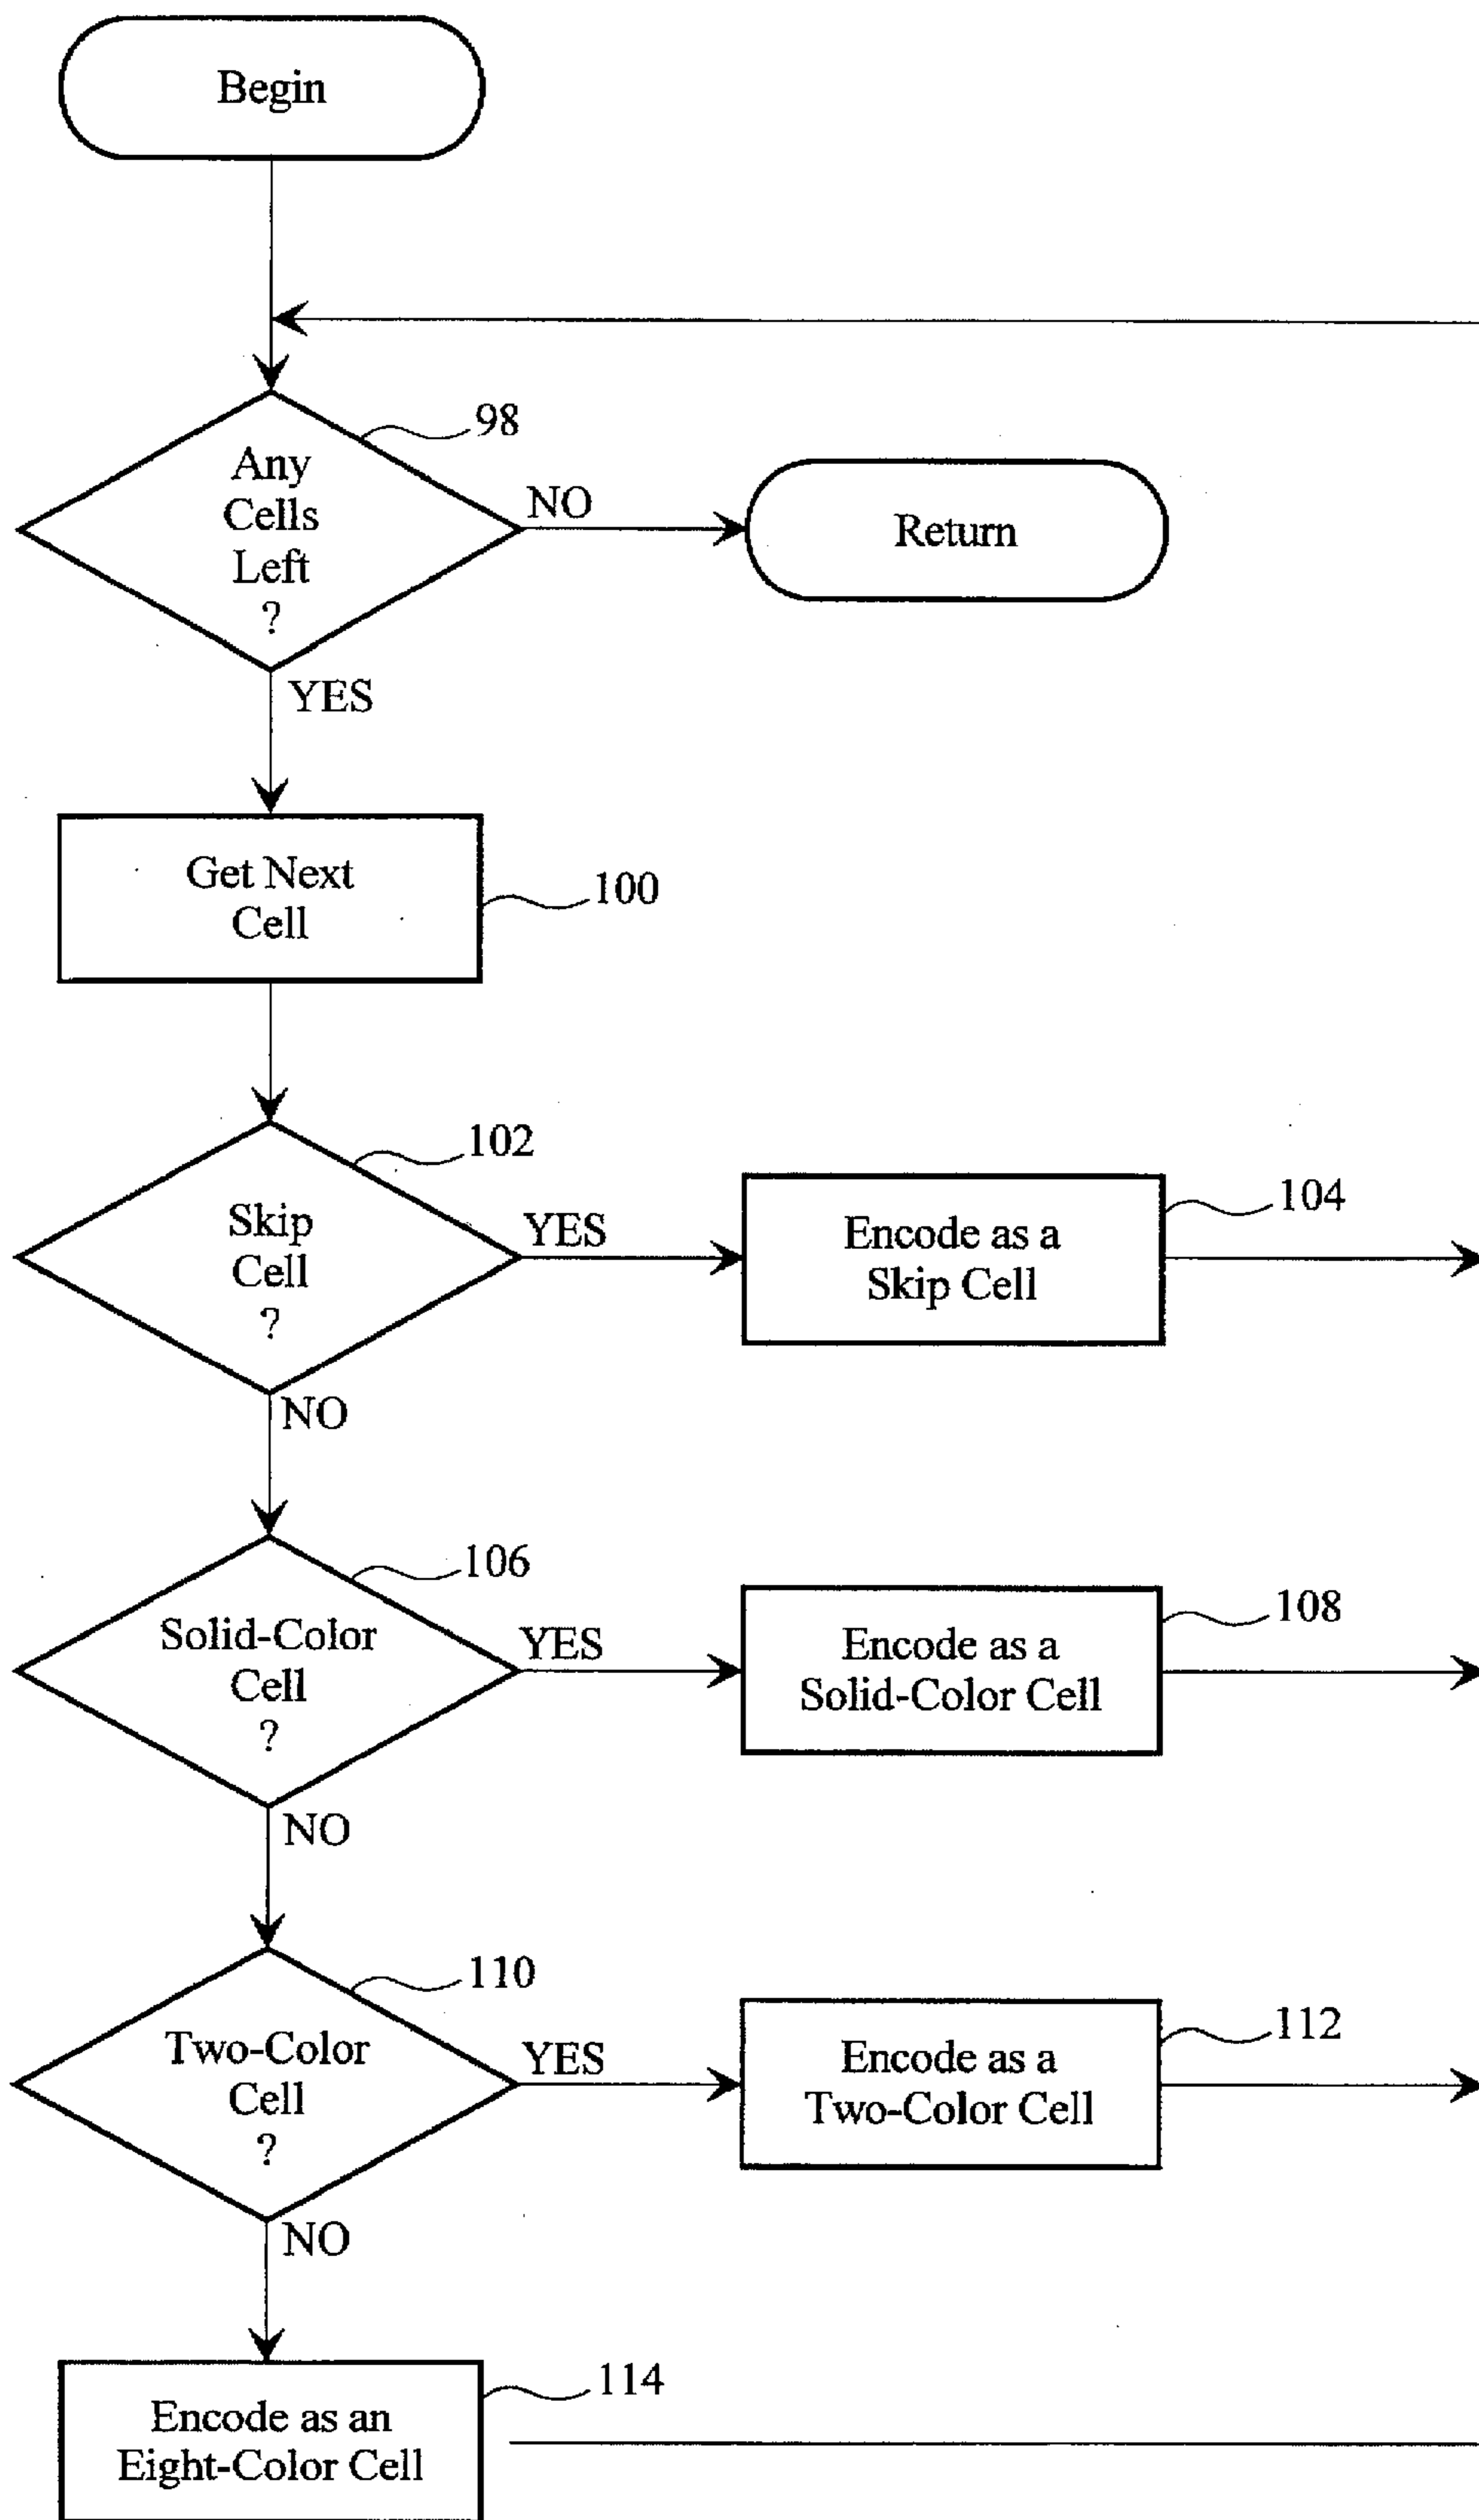 Begin
98
Any
Cells
Left
?
NO
Return
YES
Get Next
Cell
100
102
Skip
Cell
?
YES
Encode as a
Skip Cell
104
NO
106
Solid-Color
Cell
?
YES
Encode as a
Solid-Color Cell
108
NO
110
Two-Color
Cell
?
YES
Encode as a
Two-Color Cell
112
NO
114
Encode as an
Eight-Color Cell